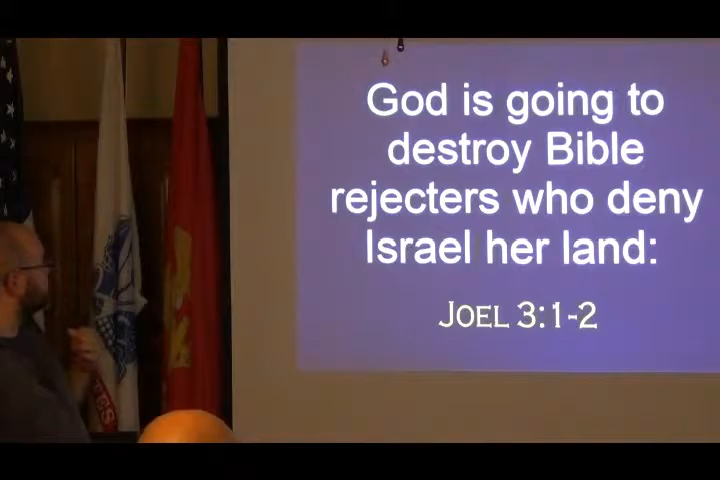 God is going to
destroy Bible
rejecters who deny
Israel her land:
JOEL 3:1-2